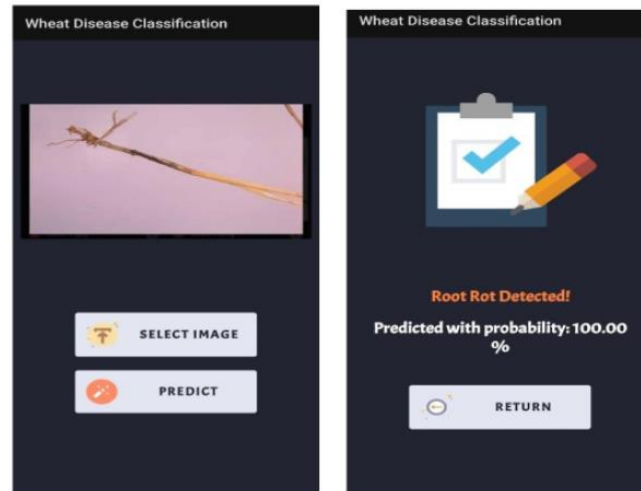 Wheat Disease Classification
SELECT IMAGE
PREDICT
Wheat Disease Classification
Root Rot Detected!
Predicted with probability: 100.00
%
RETURN